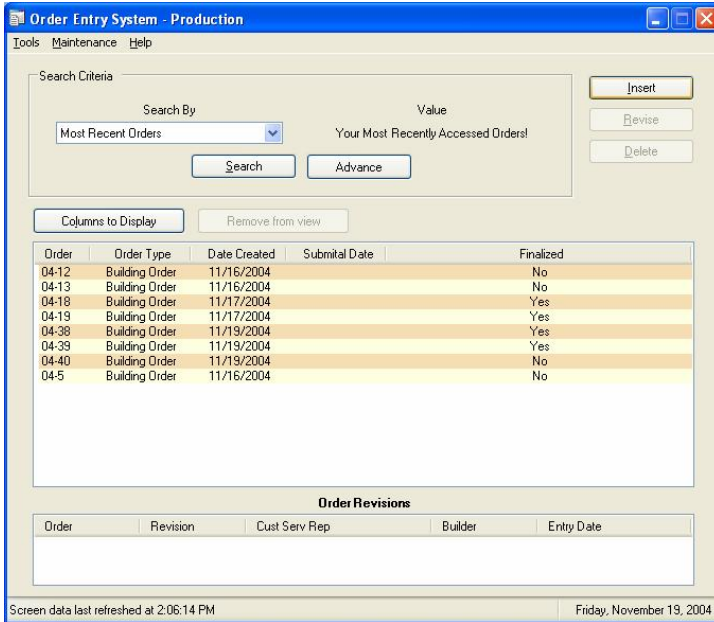 Order Entry System - Production
Tools Maintenance Help
Search Criteria
Search By Value
Most Recent Orders Your Most Recently Accessed Orders!
Search Advance
Insert
Revise
Delete
Columns to Display Remove from view
Order Order Type Date Created Submital Date Finalized
04-12 Building Order 11/16/2004 No
04-13 Building Order 11/16/2004 No
04-18 Building Order 11/17/2004 Yes
04-19 Building Order 11/17/2004 Yes
04-38 Building Order 11/19/2004 Yes
04-39 Building Order 11/19/2004 Yes
04-40 Building Order 11/19/2004 No
04-5 Building Order 11/16/2004 No
Order Revisions
Order Revision Cust Serv Rep Builder Entry Date
Screen data last refreshed at 2:06:14 PM Friday, November 19, 2004